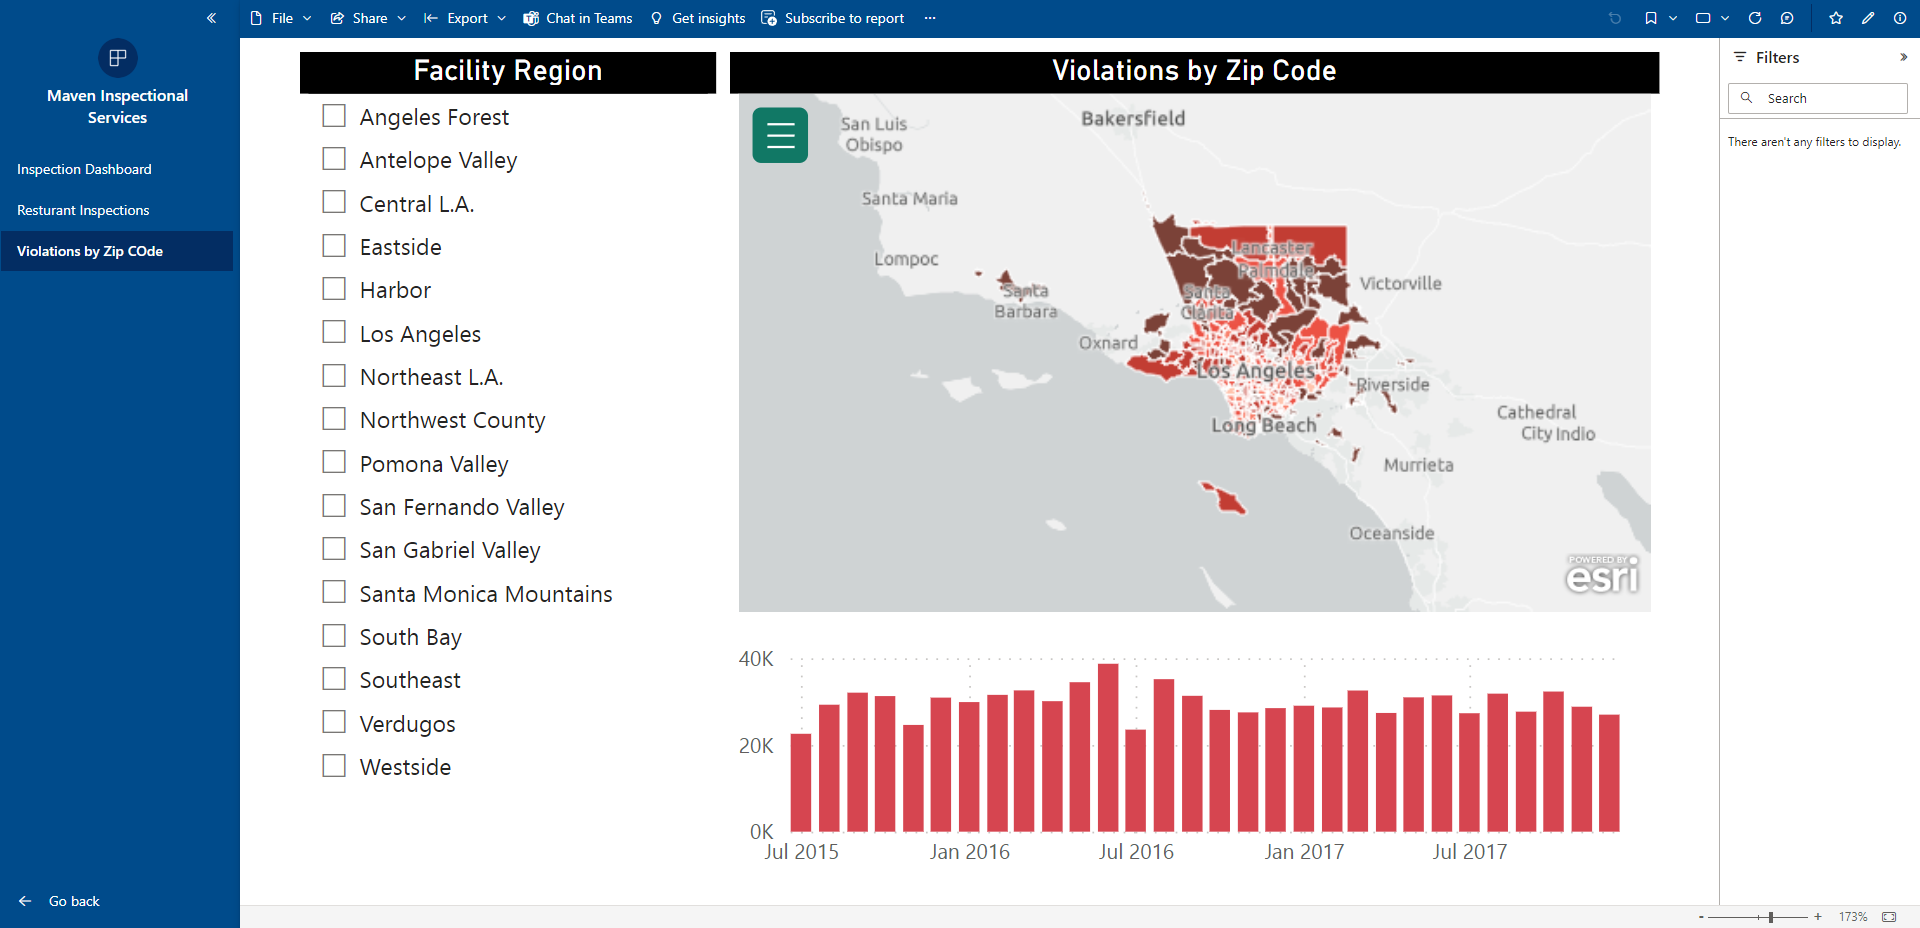 File
Share
Export
Chat in Teams
Get insights
Subscribe to report
Maven Inspectional
Services
Inspection Dashboard
Resturant Inspections
Violations by Zip COde
Go back
Facility Region
Angeles Forest
Antelope Valley
Central L.A.
Eastside
Harbor
Los Angeles
Northeast L.A.
Northwest County
Pomona Valley
San Fernando Valley
San Gabriel Valley
Santa Monica Mountains
South Bay
Southeast
Verdugos
Westside
Violations by Zip Code
Bakersfield
San Luis
Obispo
Santa Maria
Lompoc
Lancaster
Palmdale
Victorville
Santa
Barbara
Santa
Clarita
Oxnard
Los Angeles
Riverside
Long Beach
Cathedral
City Indio
Murrieta
Oceanside
POWERED BY
esri
40K
20K
0K
Jul 2015
Jan 2016
Jul 2016
Jan 2017
Jul 2017
Filters
Search
There aren't any filters to display.
- + 173%